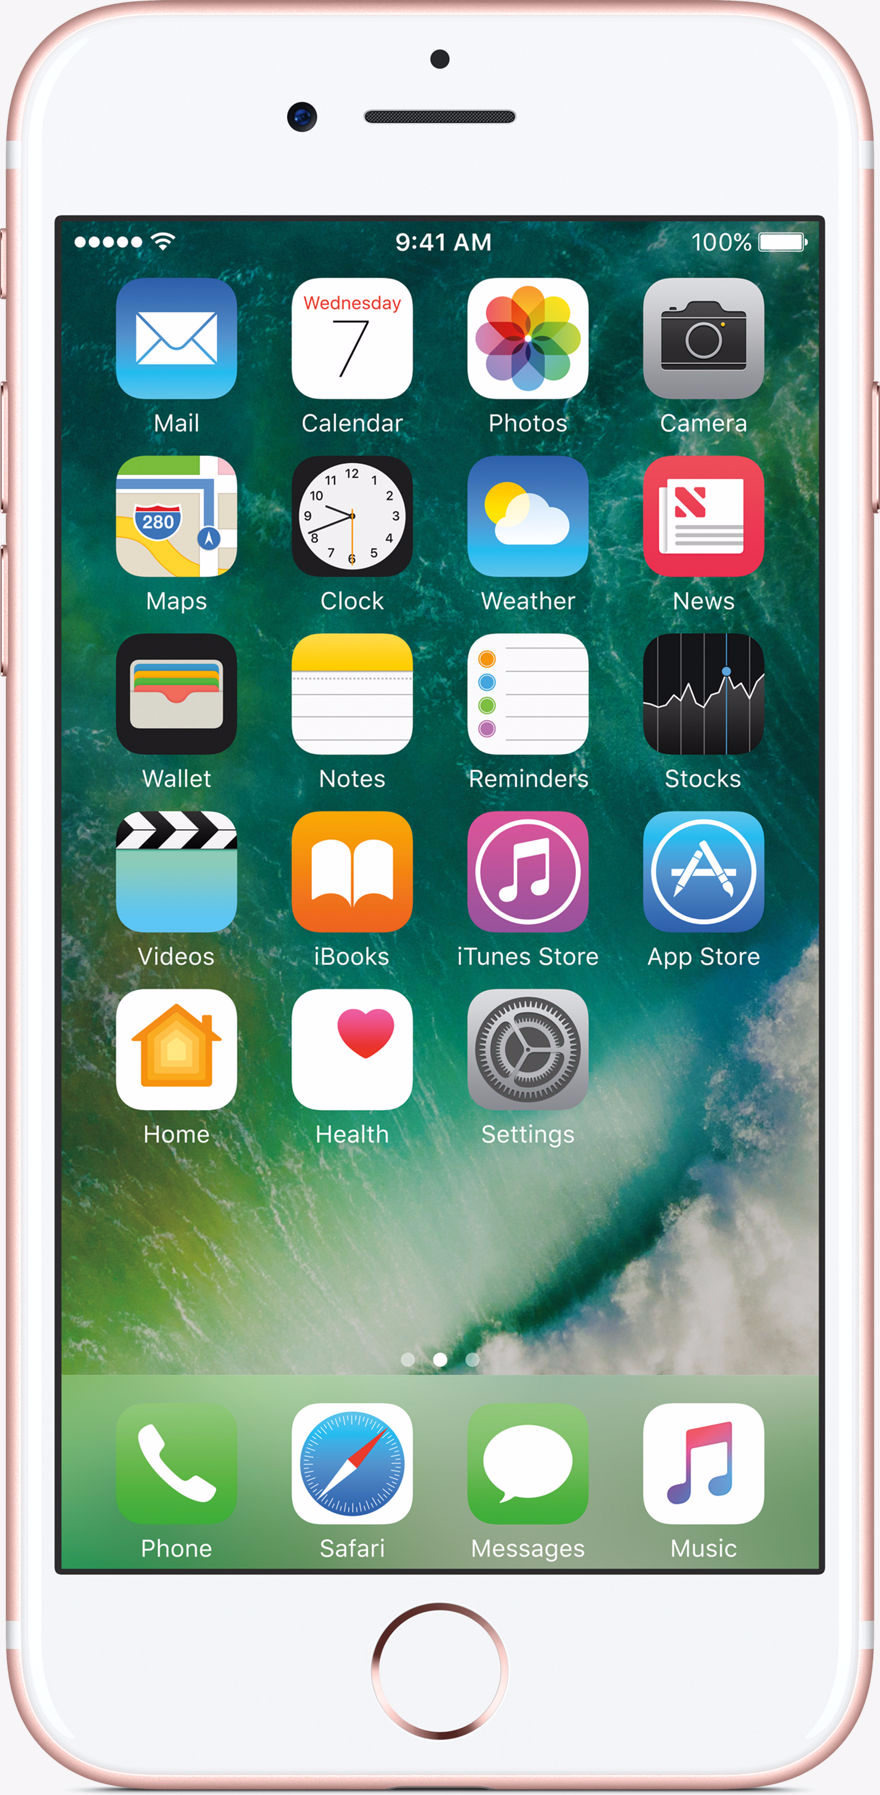 9:41 AM 100%
Wednesday
7
Mail Calendar Photos Camera
280
12
11 1
10 2
9 3
8 4
7 5
6
Maps Clock Weather News
Wallet Notes Reminders Stocks
Videos iBooks iTunes Store App Store
Home Health Settings
Phone Safari Messages Music